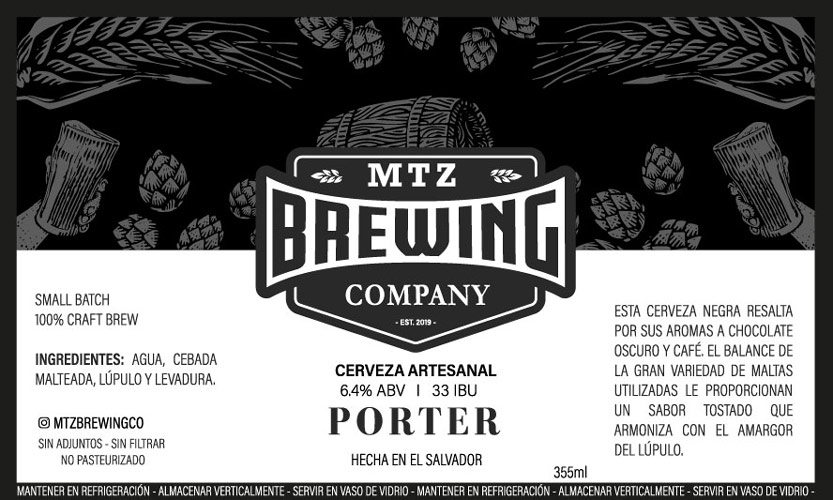 MTZ
BREWING
COMPANY
- EST. 2019 -
SMALL BATCH
100% CRAFT BREW
INGREDIENTES: AGUA, CEBADA
MALTEADA, LÚPULO Y LEVADURA.
MTZBREWINGCO
SIN ADJUNTOS - SIN FILTRAR
NO PASTEURIZADO
CERVEZA ARTESANAL
6.4% ABV | 33 IBU
PORTER
HECHA EN EL SALVADOR
355ml
ESTA CERVEZA NEGRA RESALTA
POR SUS AROMAS A CHOCOLATE
OSCURO Y CAFÉ. EL BALANCE DE
LA GRAN VARIEDAD DE MALTAS
UTILIZADAS LE PROPORCIONAN
UN SABOR TOSTADO QUE
ARMONIZA CON EL AMARGOR
DEL LÚPULO.
MANTENER EN REFRIGERACIÓN - ALMACENAR VERTICALMENTE - SERVIR EN VASO DE VIDRIO - MANTENER EN REFRIGERACIÓN - ALMACENAR VERTICALMENTE - SERVIR EN VASO DE VIDRIO -